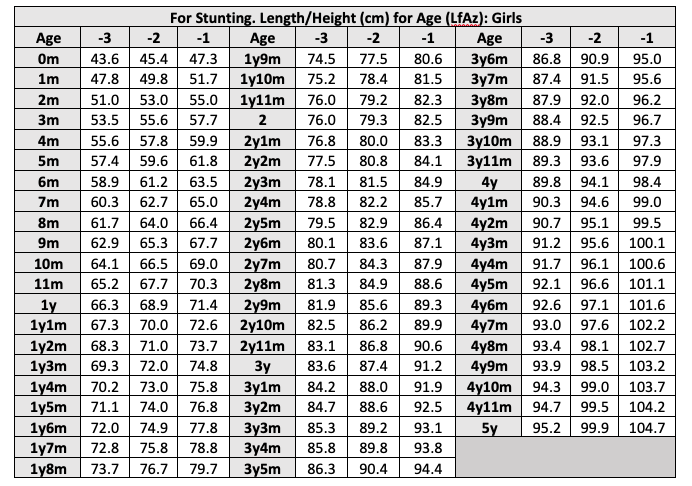 For Stunting. Length/Height (cm) for Age (LfAz): Girls
Age -3 -2 -1 Age -3 -2 -1 Age -3 -2 -1
0m 43.6 45.4 47.3 1y9m 74.5 77.5 80.6 3y6m 86.8 90.9 95.0
1m 47.8 49.8 51.7 1y10m 75.2 78.4 81.5 3y7m 87.4 91.5 95.6
2m 51.0 53.0 55.0 1y11m 76.0 79.2 82.3 3y8m 87.9 92.0 96.2
3m 53.5 55.6 57.7 2 76.0 79.3 82.5 3y9m 88.4 92.5 96.7
4m 55.6 57.8 59.9 2y1m 76.8 80.0 83.3 3y10m 88.9 93.1 97.3
5m 57.4 59.6 61.8 2y2m 77.5 80.8 84.1 3y11m 89.3 93.6 97.9
6m 58.9 61.2 63.5 2y3m 78.1 81.5 84.9 4y 89.8 94.1 98.4
7m 60.3 62.7 65.0 2y4m 78.8 82.2 85.7 4y1m 90.3 94.6 99.0
8m 61.7 64.0 66.4 2y5m 79.5 82.9 86.4 4y2m 90.7 95.1 99.5
9m 62.9 65.3 67.7 2y6m 80.1 83.6 87.1 4y3m 91.2 95.6 100.1
10m 64.1 66.5 69.0 2y7m 80.7 84.3 87.9 4y4m 91.7 96.1 100.6
11m 65.2 67.7 70.3 2y8m 81.3 84.9 88.6 4y5m 92.1 96.6 101.1
1y 66.3 68.9 71.4 2y9m 81.9 85.6 89.3 4y6m 92.6 97.1 101.6
1y1m 67.3 70.0 72.6 2y10m 82.5 86.2 89.9 4y7m 93.0 97.6 102.2
1y2m 68.3 71.0 73.7 2y11m 83.1 86.8 90.6 4y8m 93.4 98.1 102.7
1y3m 69.3 72.0 74.8 3y 83.6 87.4 91.2 4y9m 93.9 98.5 103.2
1y4m 70.2 73.0 75.8 3y1m 84.2 88.0 91.9 4y10m 94.3 99.0 103.7
1y5m 71.1 74.0 76.8 3y2m 84.7 88.6 92.5 4y11m 94.7 99.5 104.2
1y6m 72.0 74.9 77.8 3y3m 85.3 89.2 93.1 5y 95.2 99.9 104.7
1y7m 72.8 75.8 78.8 3y4m 85.8 89.8 93.8
1y8m 73.7 76.7 79.7 3y5m 86.3 90.4 94.4